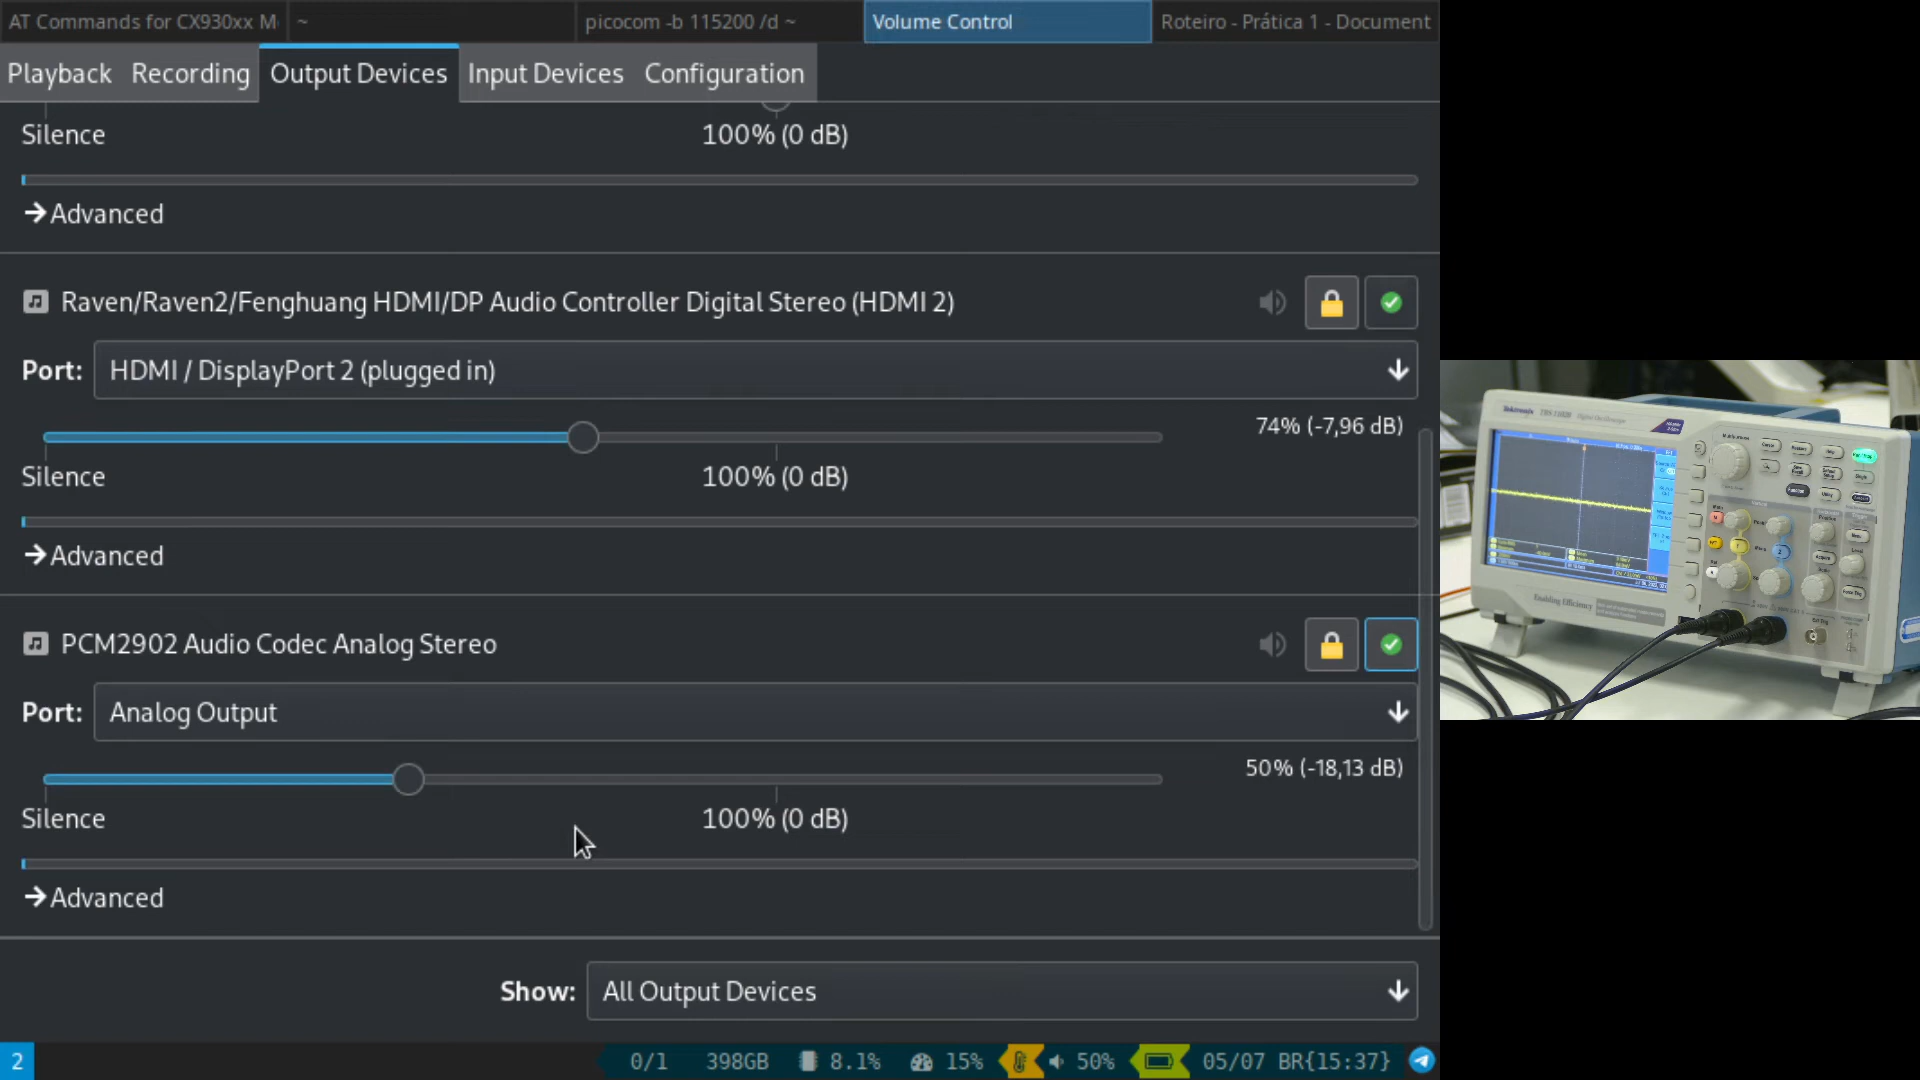 AT Commands for CX930xx M
~
picocom -b 115200 /d ~
Volume Control
Roteiro - Prática 1 - Document
Playback
Recording
Output Devices
Input Devices
Configuration
Silence
100% (0 dB)
Advanced
Raven/Raven2/Fenghuang HDMI/DP Audio Controller Digital Stereo (HDMI 2)
Port: HDMI / DisplayPort 2 (plugged in)
74% (-7,96 dB)
Silence
100% (0 dB)
Advanced
PCM2902 Audio Codec Analog Stereo
Port: Analog Output
50% (-18,13 dB)
Silence
100% (0 dB)
Advanced
Show: All Output Devices
2
0/1
398GB
8.1%
15%
50%
05/07 BR{15:37}
Tektronix
Enabling Efficiency